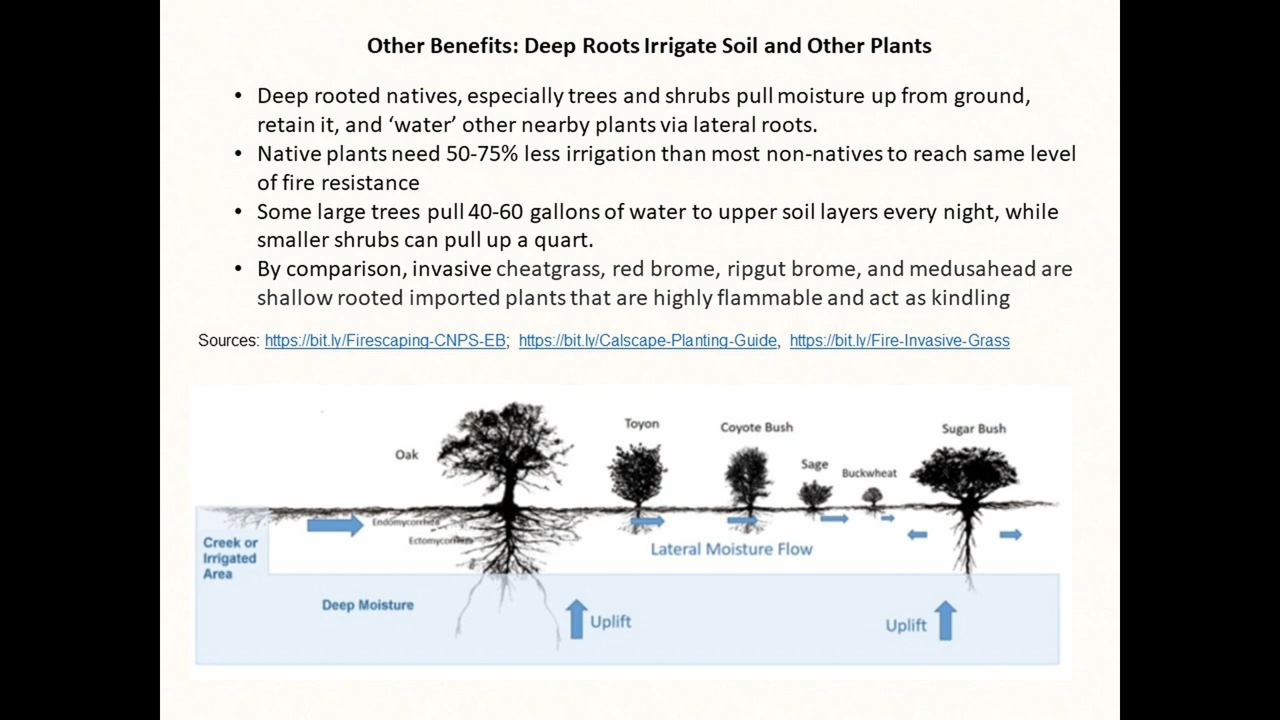 Other Benefits: Deep Roots Irrigate Soil and Other Plants
• Deep rooted natives, especially trees and shrubs pull moisture up from ground,
retain it, and ‘water’ other nearby plants via lateral roots.
• Native plants need 50-75% less irrigation than most non-natives to reach same level
of fire resistance
• Some large trees pull 40-60 gallons of water to upper soil layers every night, while
smaller shrubs can pull up a quart.
• By comparison, invasive cheatgrass, red brome, ripgut brome, and medusahead are
shallow rooted imported plants that are highly flammable and act as kindling
Sources: https://bit.ly/Firescaping-CNPS-EB; https://bit.ly/Calscape-Planting-Guide, https://bit.ly/Fire-Invasive-Grass
Oak
Toyon
Coyote Bush
Sage
Buckwheat
Sugar Bush
Endomycorrhiza
Ectomycorrhiza
Creek or
Irrigated
Area
Lateral Moisture Flow
Deep Moisture
Uplift
Uplift